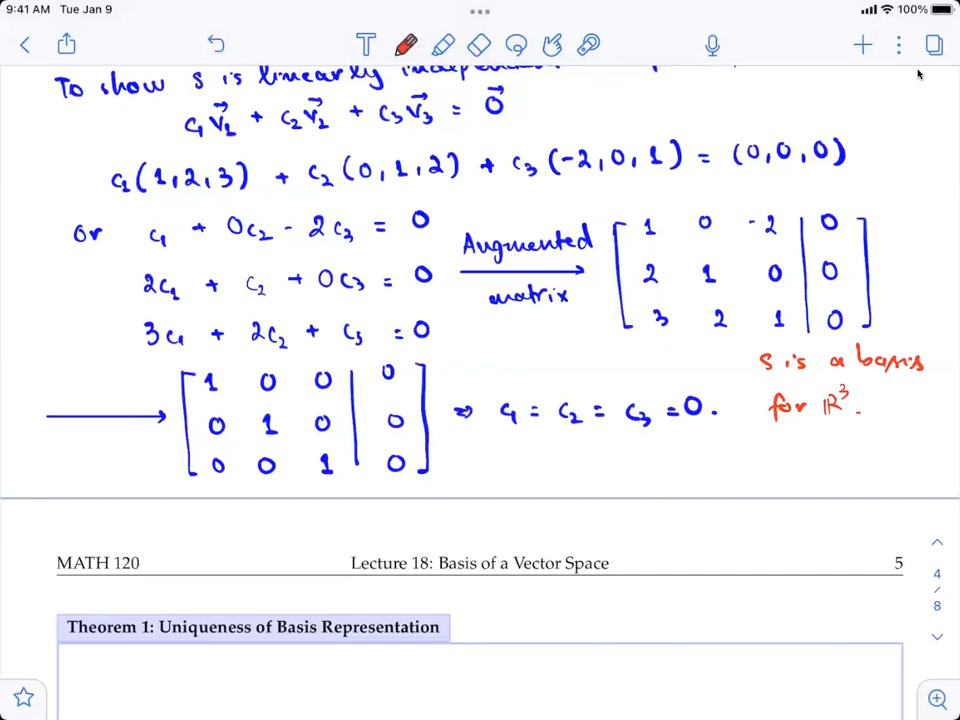 9:41 AM Tue Jan 9
100%
To show S is linearly
c₁v⃗₁ + c₂v⃗₂ + c₃v⃗₃ = 0⃗
c₁(1,2,3) + c₂(0,1,2) + c₃(-2,0,1) = (0,0,0)
or c₁ + 0c₂ - 2c₃ = 0
2c₁ + c₂ + 0c₃ = 0
3c₁ + 2c₂ + c₃ = 0
Augmented
matrix
1 0 -2 | 0
2 1 0 | 0
3 2 1 | 0
S is a basis
for ℝ³.
1 0 0 | 0
0 1 0 | 0
0 0 1 | 0
⇒ c₁ = c₂ = c₃ = 0.
MATH 120 Lecture 18: Basis of a Vector Space 5
4
/
8
Theorem 1: Uniqueness of Basis Representation